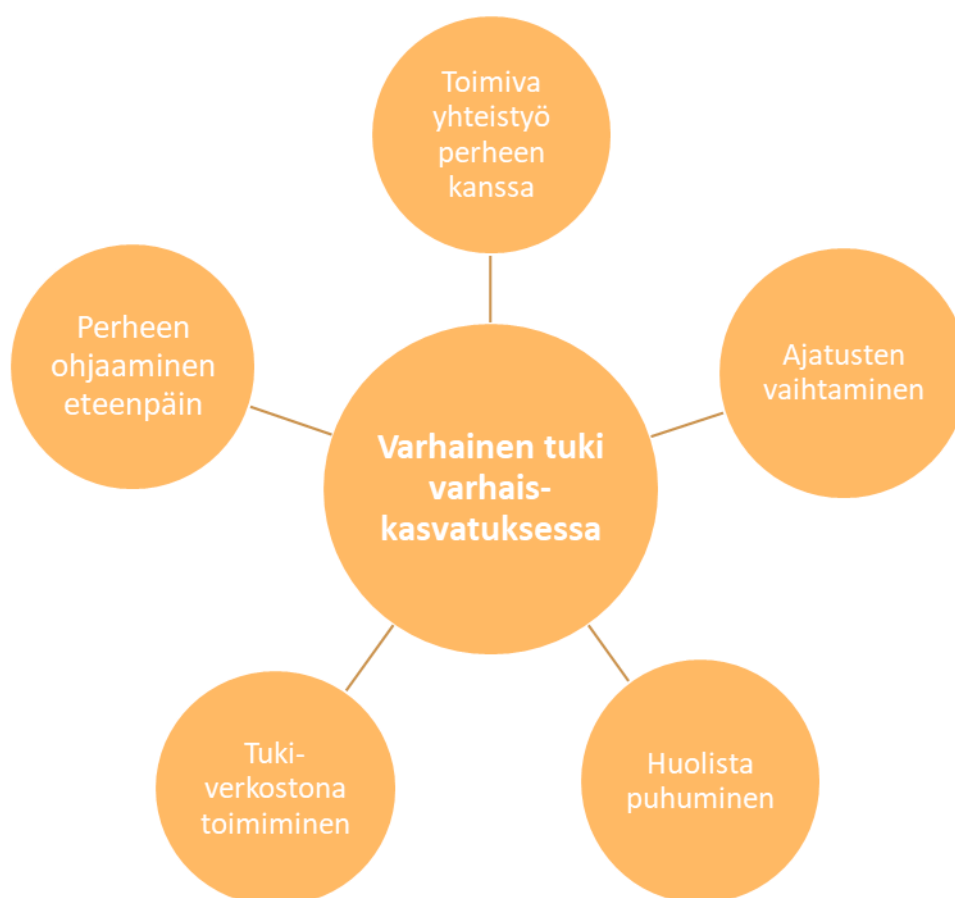 Toimiva
yhteistyö
perheen
kanssa
Ajatusten
vaihtaminen
Huolista
puhuminen
Tuki-
verkostona
toimiminen
Perheen
ohjaaminen
eteenpäin
Varhainen tuki
varhais-
kasvatuksessa